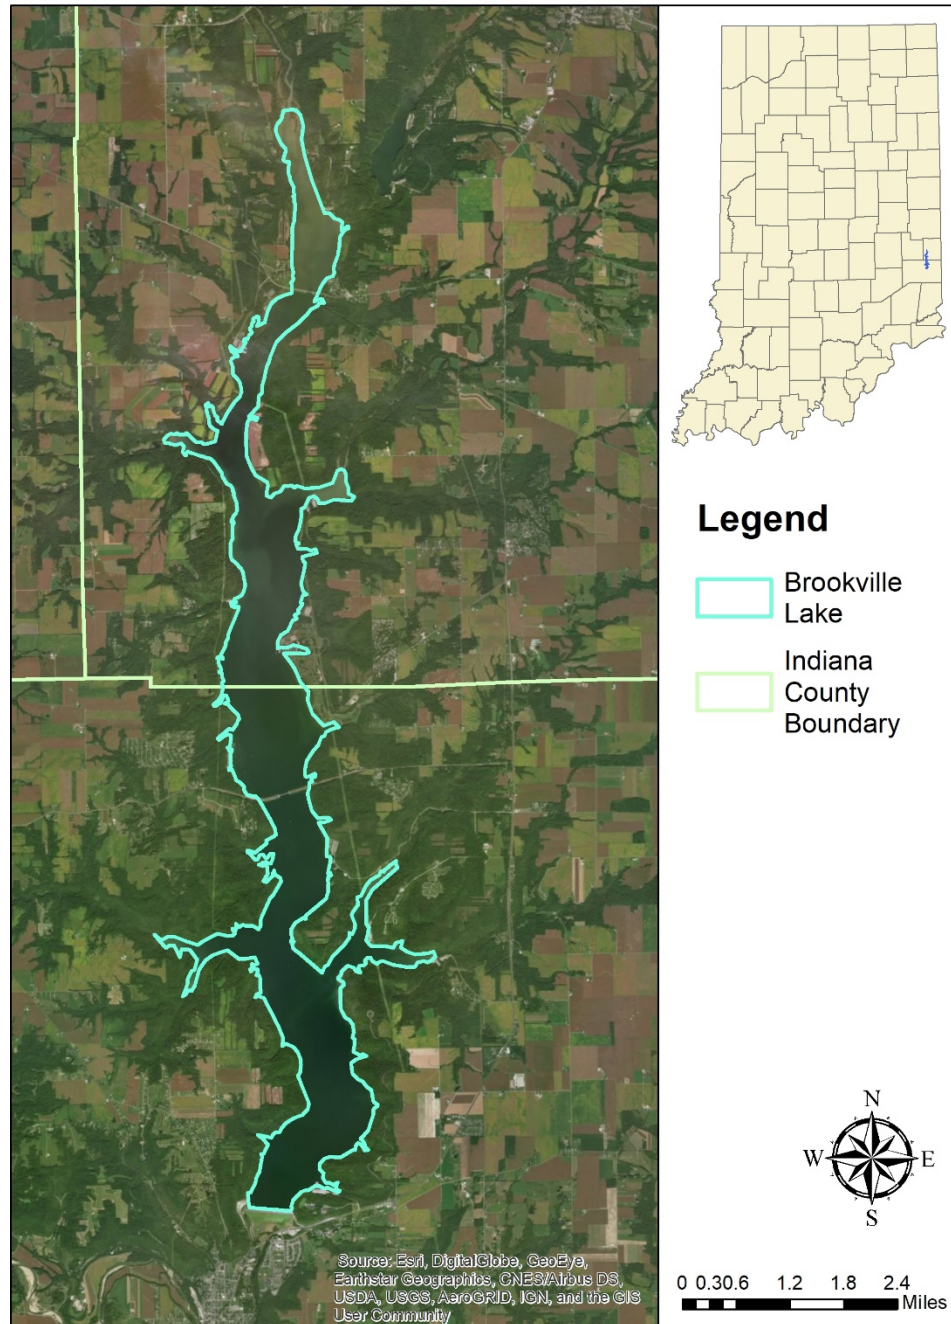 Legend
Brookville
Lake
Indiana
County
Boundary
N
W E
S
Source: Esri, DigitalGlobe, GeoEye,
Earthstar Geographics, CNES/Airbus DS,
USDA, USGS, AeroGRID, IGN, and the GIS
User Community
0 0.30.6 1.2 1.8 2.4
Miles